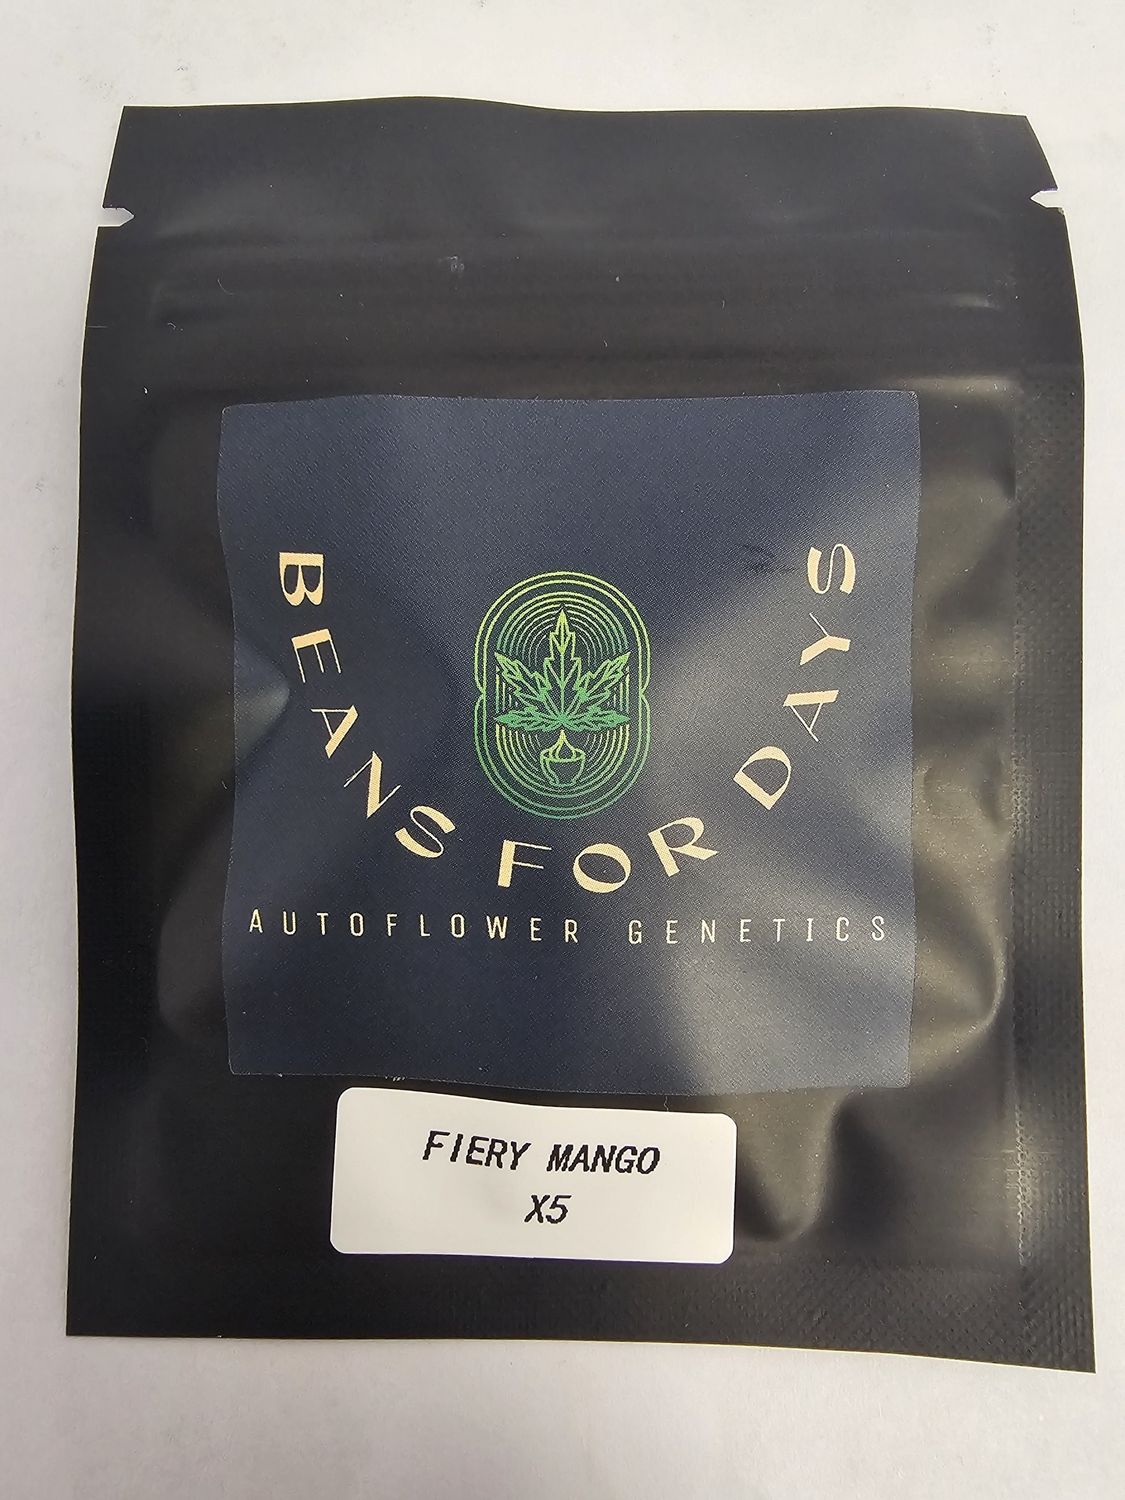 BEANS FOR DAYS
AUTOFLOWER GENETICS
FIERY MANGO
X5